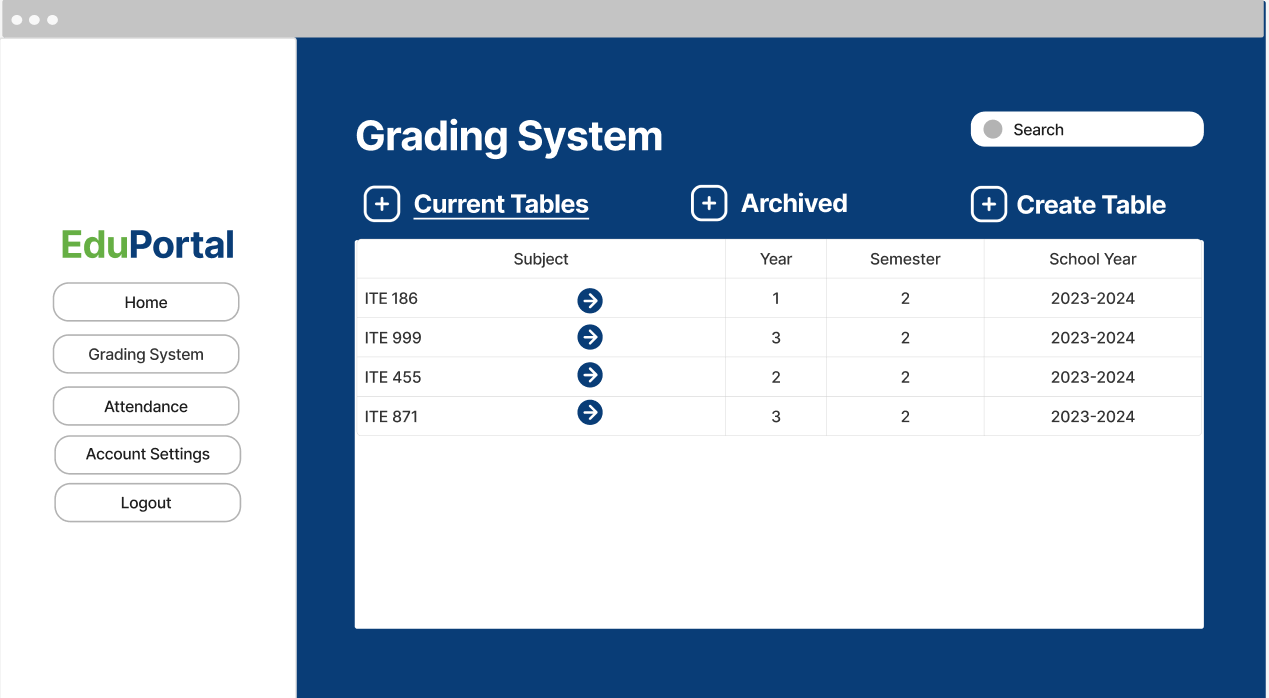 Grading System
Search
Current Tables
Archived
Create Table
EduPortal
Home
Grading System
Attendance
Account Settings
Logout
Subject Year Semester School Year
ITE 186 1 2 2023-2024
ITE 999 3 2 2023-2024
ITE 455 2 2 2023-2024
ITE 871 3 2 2023-2024